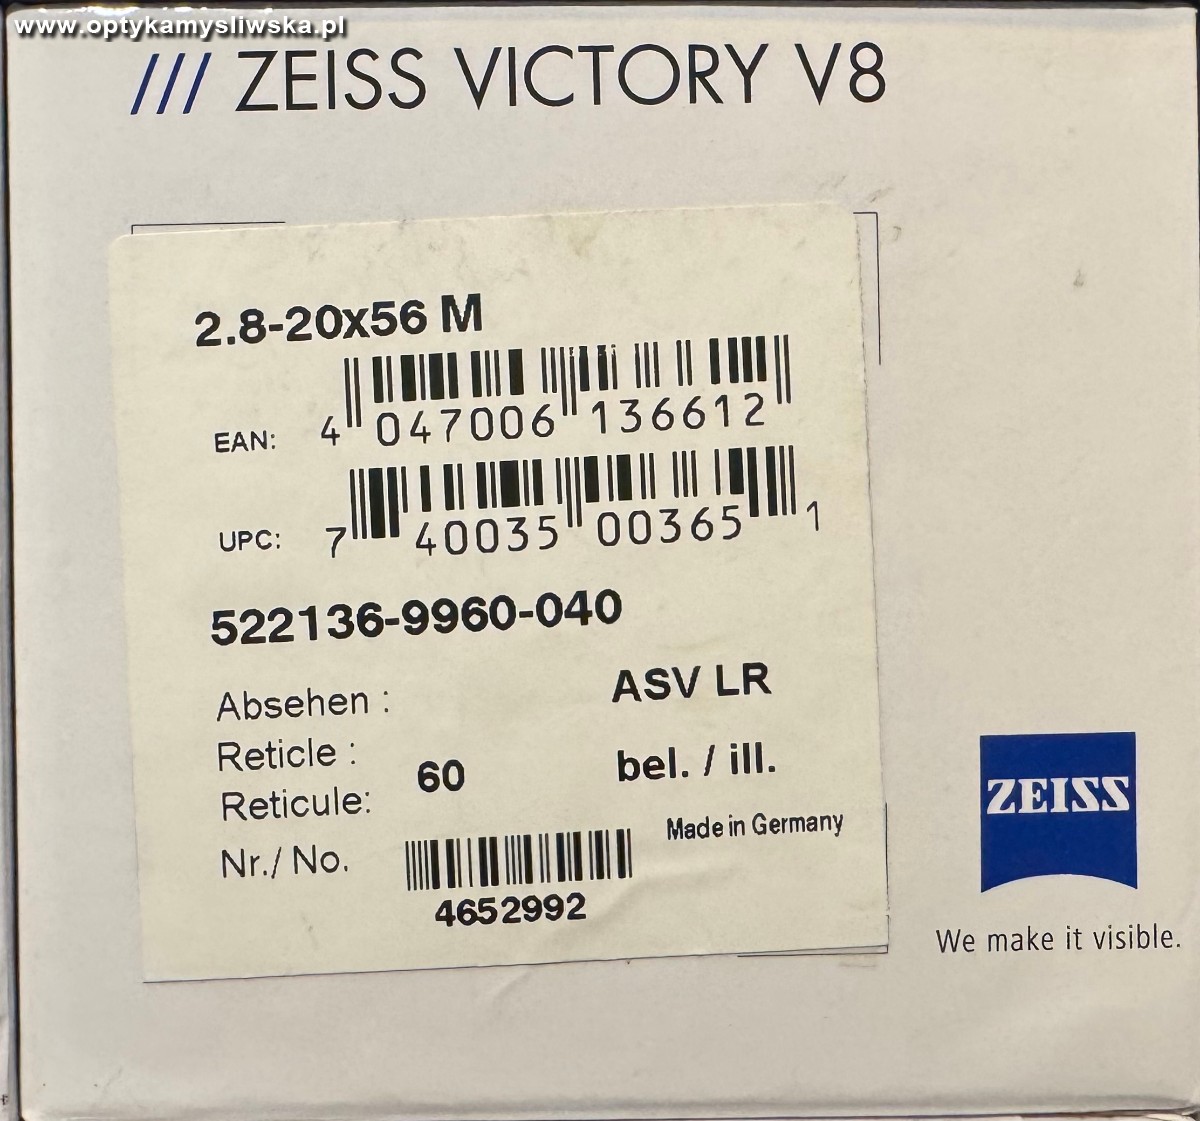 www.optykamysliwska.pl
/// ZEISS VICTORY V8
2.8-20x56 M
EAN: 4 047006 136612
UPC: 7 40035 00365 1
522136-9960-040
Absehen : ASV LR
Reticle :
60 bel. / ill.
Reticule:
Made in Germany
Nr./ No.
4652992
ZEISS
We make it visible.